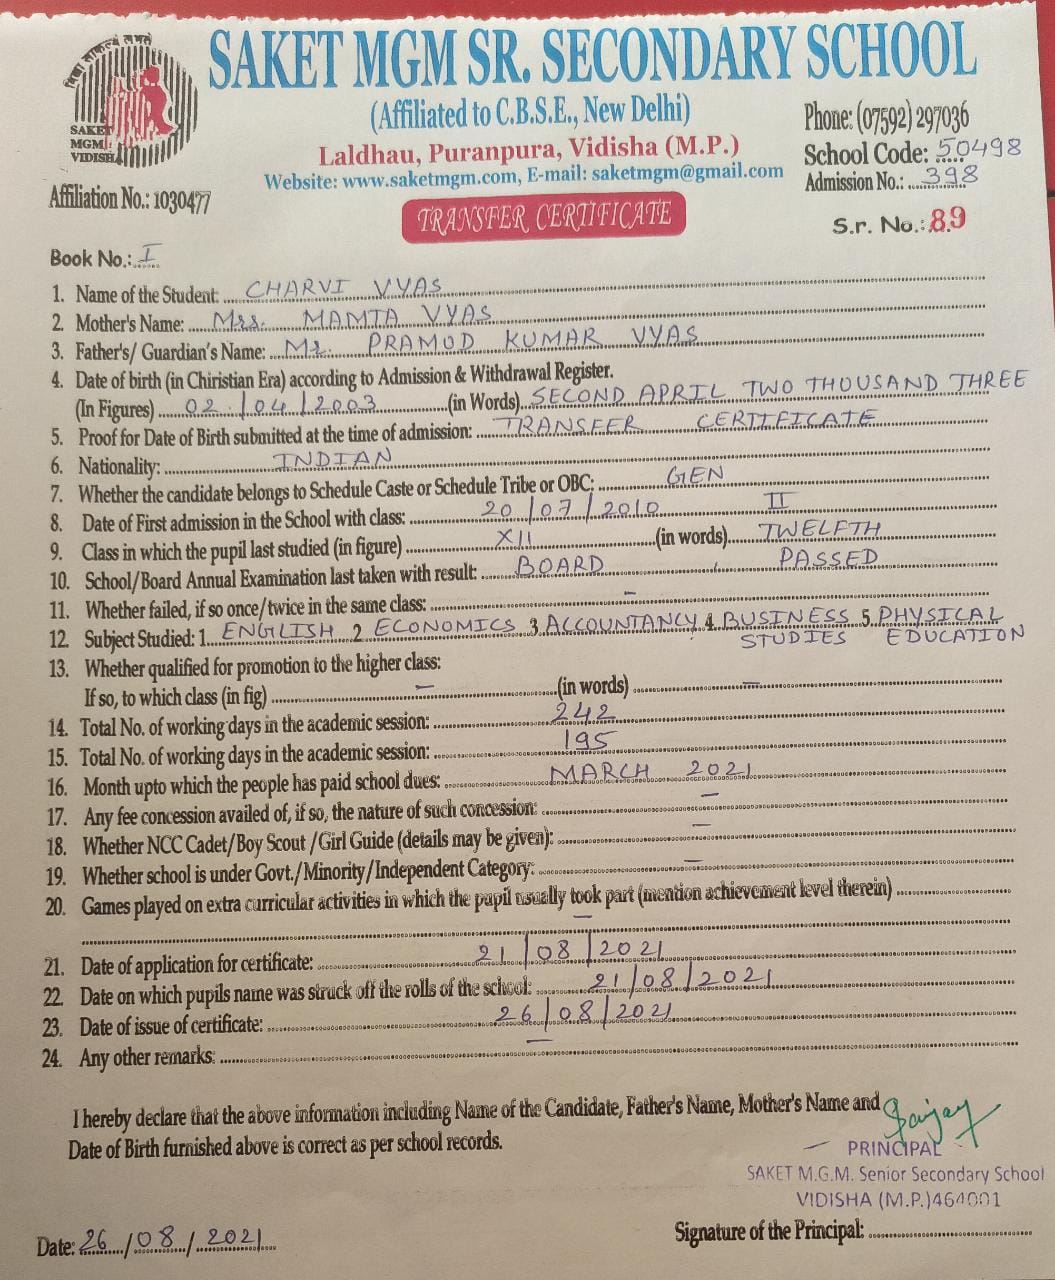 SAKET MGM SR. SECONDARY SCHOOL
(Affiliated to C.B.S.E., New Delhi)
Laldhau, Puranpura, Vidisha (M.P.)
Website: www.saketmgm.com, E-mail: saketmgm@gmail.com
SAKET
MGM
VIDISHA
Affiliation No.: 1030477
Phone: (07592) 297036
School Code: 50498
Admission No.: 398
TRANSFER CERTIFICATE
S.r. No.: 89
Book No.: I
1. Name of the Student: CHARVI VYAS
2. Mother's Name: Mrs. MAMTA VYAS
3. Father's/ Guardian's Name: Mr. PRAMOD KUMAR VYAS
4. Date of birth (in Chiristian Era) according to Admission & Withdrawal Register.
(In Figures) 02/04/2003 (in Words) SECOND APRIL TWO THOUSAND THREE
5. Proof for Date of Birth submitted at the time of admission: TRANSFER CERTIFICATE
6. Nationality: INDIAN
7. Whether the candidate belongs to Schedule Caste or Schedule Tribe or OBC: GEN
8. Date of First admission in the School with class: 20/07/2010 II
9. Class in which the pupil last studied (in figure) XII (in words) TWELFTH
10. School/Board Annual Examination last taken with result: BOARD, PASSED
11. Whether failed, if so once/twice in the same class: -
12. Subject Studied: 1. ENGLISH 2 ECONOMICS 3 ACCOUNTANCY 4 BUSINESS STUDIES 5 PHYSICAL EDUCATION
13. Whether qualified for promotion to the higher class:
If so, to which class (in fig) - (in words) -
14. Total No. of working days in the academic session: 242
15. Total No. of working days in the academic session: 195
16. Month upto which the people has paid school dues: MARCH 2021
17. Any fee concession availed of, if so, the nature of such concession: -
18. Whether NCC Cadet/Boy Scout /Girl Guide (details may be given): -
19. Whether school is under Govt./Minority/Independent Category: -
20. Games played on extra curricular activities in which the pupil usually took part (mention achievement level therein)
-
21. Date of application for certificate: 21/08/2021
22. Date on which pupils name was struck off the rolls of the school: 21/08/2021
23. Date of issue of certificate: 26/08/2021
24. Any other remarks: -
I hereby declare that the above information including Name of the Candidate, Father's Name, Mother's Name and
Date of Birth furnished above is correct as per school records.
Sanjay
PRINCIPAL
SAKET M.G.M. Senior Secondary School
VIDISHA (M.P.) 464001
Signature of the Principal:
Date: 26/08/2021